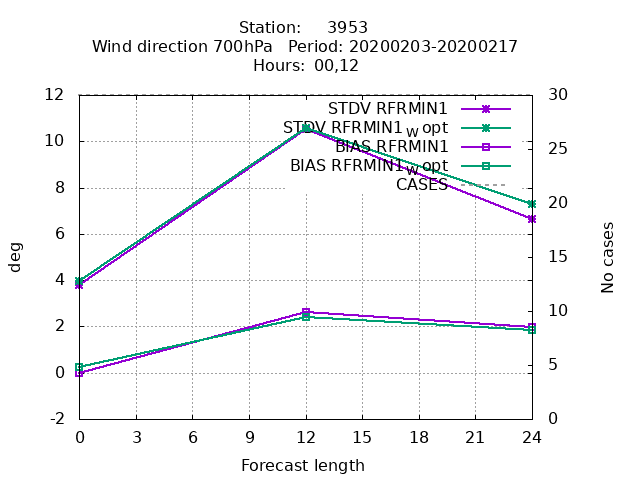 Station: 3953
Wind direction 700hPa Period: 20200203-20200217
Hours: 00,12
12 30
STDV RFRMIN1
STDV RFRMIN1_W opt
10 25
BIAS RFRMIN1
BIAS RFRMIN1_W opt
CASES
8 20
6 15
4 10
2 5
0
-2 0
deg
No cases
0 3 6 9 12 15 18 21 24
Forecast length